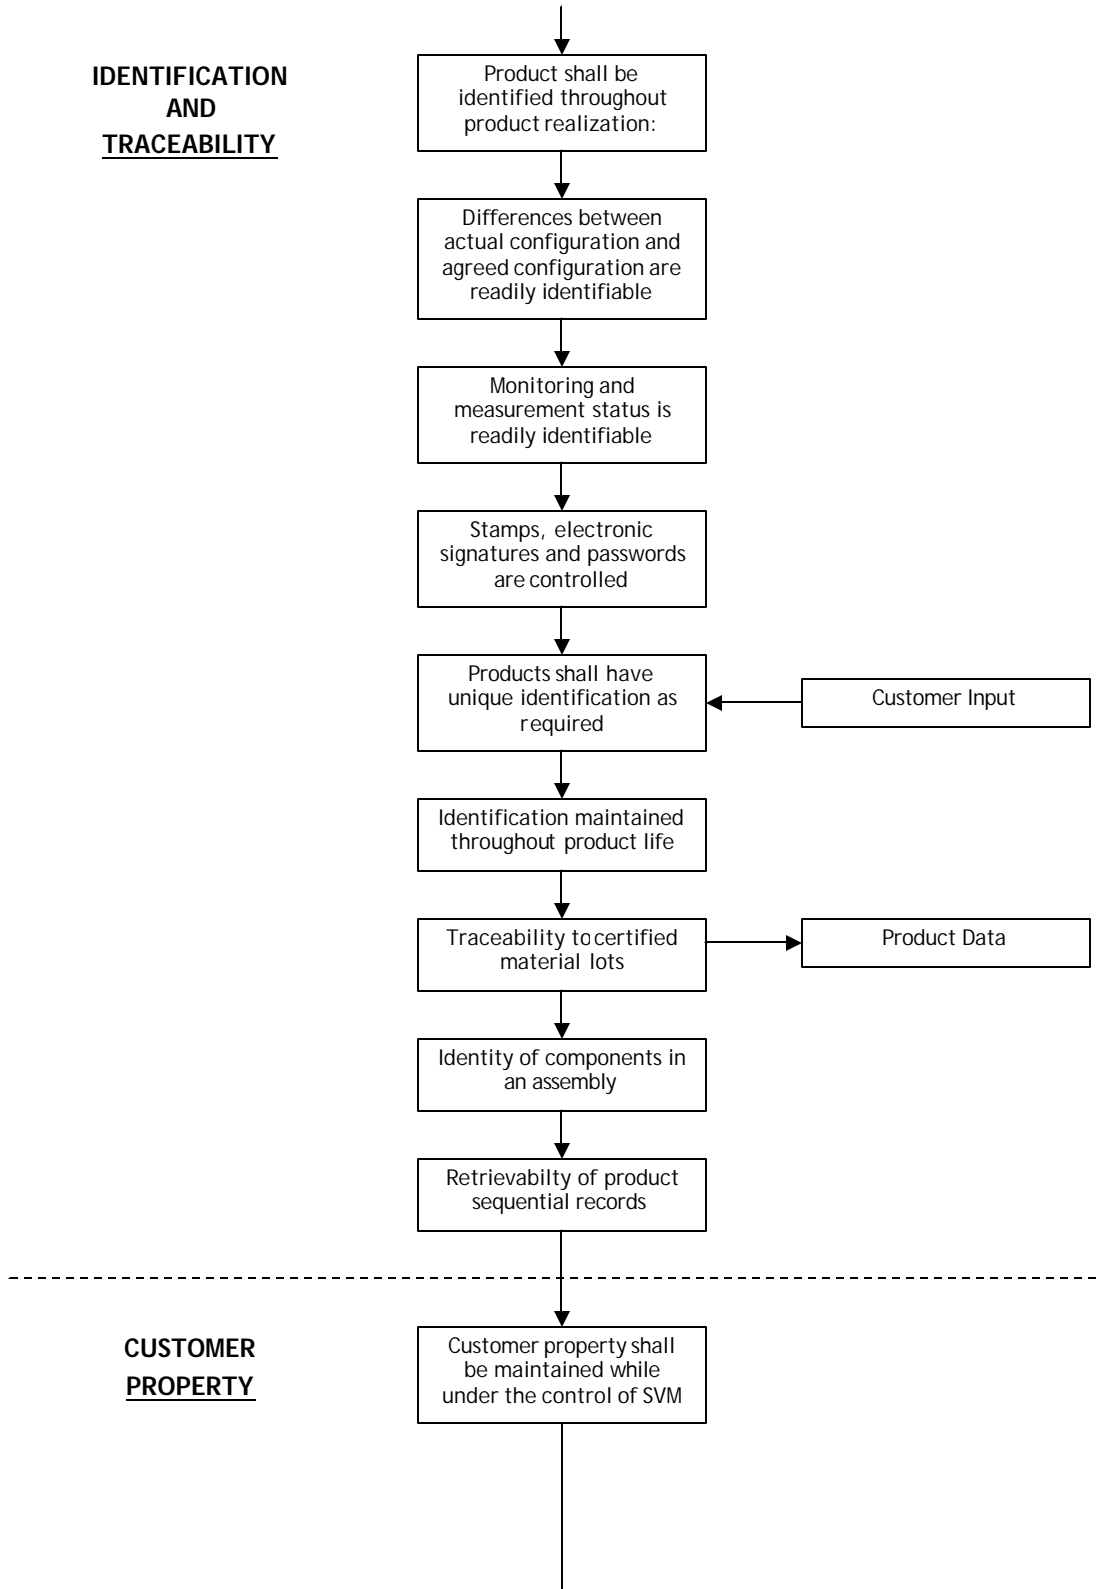 IDENTIFICATION
AND
TRACEABILITY
Product shall be
identified throughout
product realization:
Differences between
actual configuration and
agreed configuration are
readily identifiable
Monitoring and
measurement status is
readily identifiable
Stamps, electronic
signatures and passwords
are controlled
Products shall have
unique identification as
required
Customer Input
Identification maintained
throughout product life
Traceability to certified
material lots
Product Data
Identity of components in
an assembly
Retrievabilty of product
sequential records
CUSTOMER
PROPERTY
Customer property shall
be maintained while
under the control of SVM